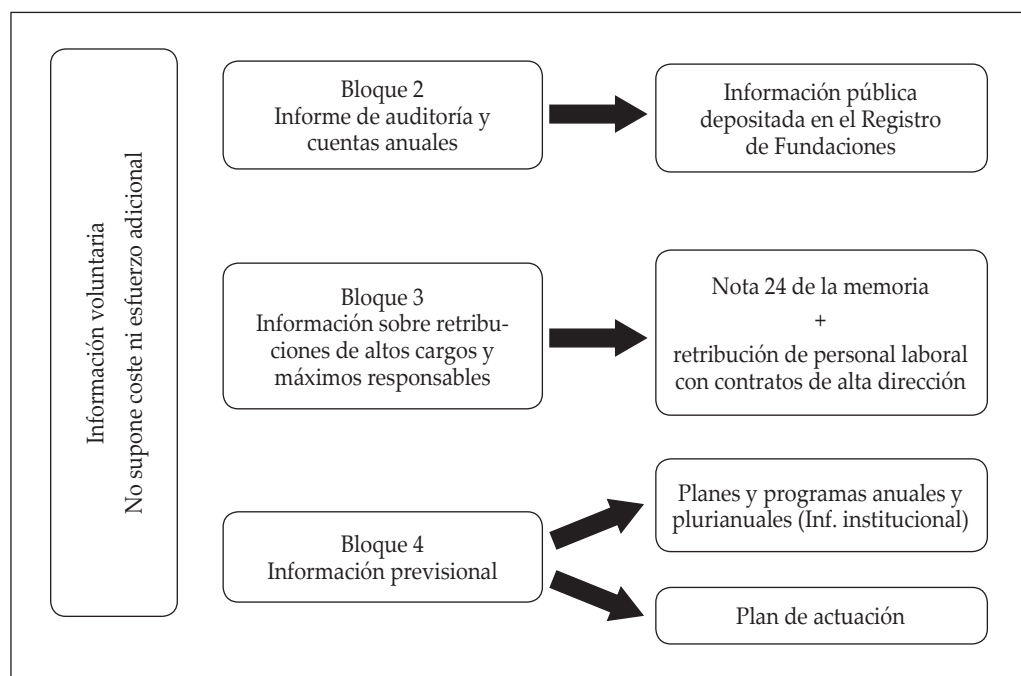 Información voluntaria
No supone coste ni esfuerzo adicional
Bloque 2
Informe de auditoría y
cuentas anuales
Información pública
depositada en el Registro
de Fundaciones
Bloque 3
Información sobre retribu-
ciones de altos cargos y
máximos responsables
Nota 24 de la memoria
+
retribución de personal laboral
con contratos de alta dirección
Bloque 4
Información previsional
Planes y programas anuales y
plurianuales (Inf. institucional)
Plan de actuación